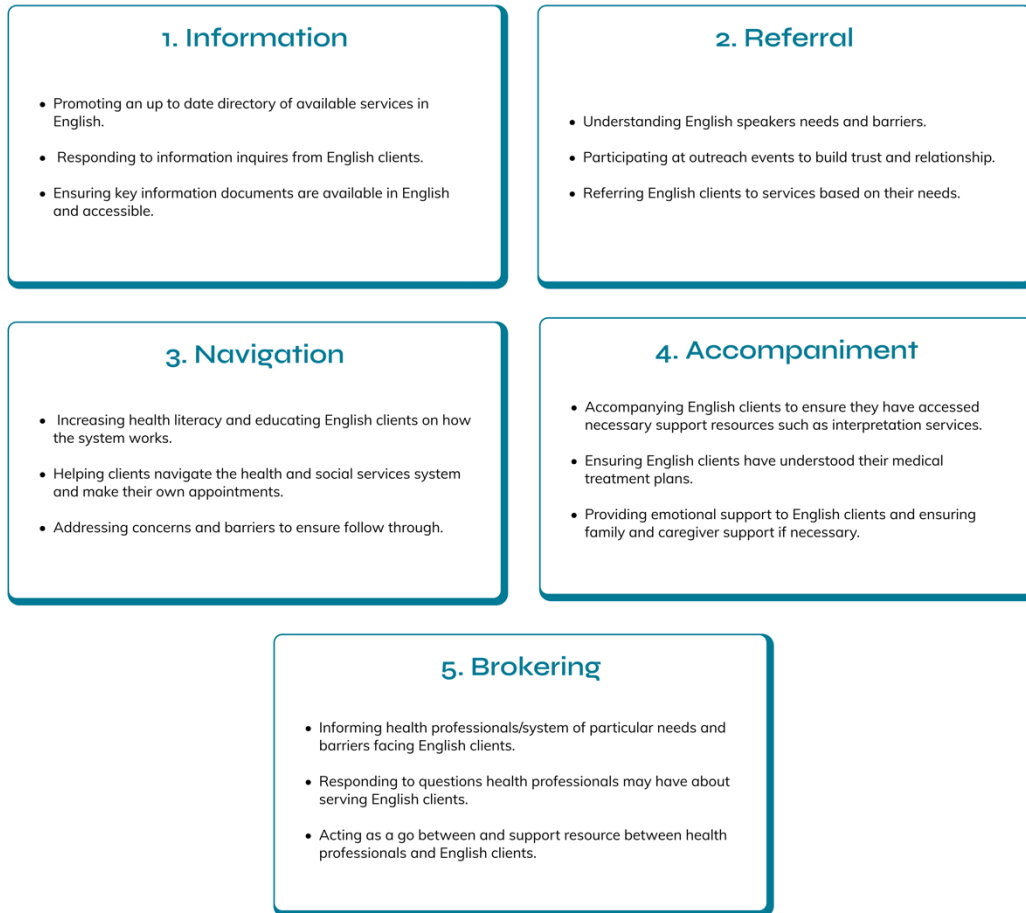 1. Information
• Promoting an up to date directory of available services in
English.
• Responding to information inquires from English clients.
• Ensuring key information documents are available in English
and accessible.
2. Referral
• Understanding English speakers needs and barriers.
• Participating at outreach events to build trust and relationship.
• Referring English clients to services based on their needs.
3. Navigation
• Increasing health literacy and educating English clients on how
the system works.
• Helping clients navigate the health and social services system
and make their own appointments.
• Addressing concerns and barriers to ensure follow through.
4. Accompaniment
• Accompanying English clients to ensure they have accessed
necessary support resources such as interpretation services.
• Ensuring English clients have understood their medical
treatment plans.
• Providing emotional support to English clients and ensuring
family and caregiver support if necessary.
5. Brokering
• Informing health professionals/system of particular needs and
barriers facing English clients.
• Responding to questions health professionals may have about
serving English clients.
• Acting as a go between and support resource between health
professionals and English clients.